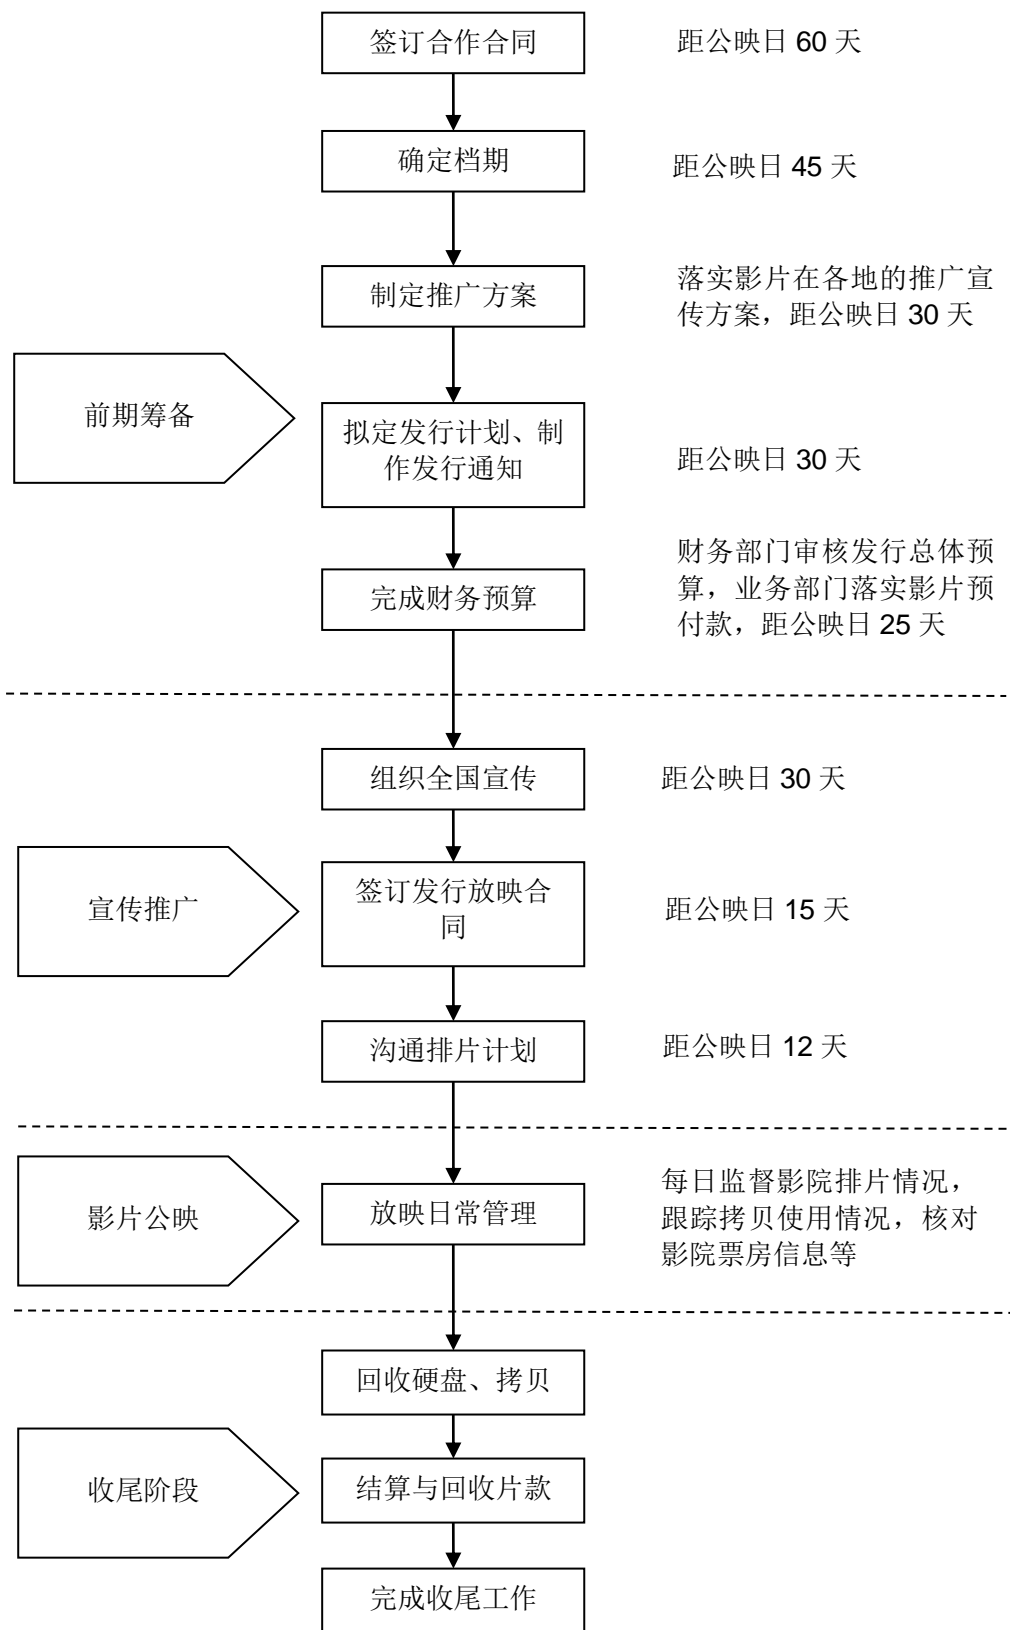 签订合作合同
距公映日 60 天
确定档期
距公映日 45 天
制定推广方案
落实影片在各地的推广宣
传方案，距公映日 30 天
前期筹备
拟定发行计划、制
作发行通知
距公映日 30 天
完成财务预算
财务部门审核发行总体预
算，业务部门落实影片预
付款，距公映日 25 天
组织全国宣传
距公映日 30 天
宣传推广
签订发行放映合
同
距公映日 15 天
沟通排片计划
距公映日 12 天
影片公映
放映日常管理
每日监督影院排片情况，
跟踪拷贝使用情况，核对
影院票房信息等
回收硬盘、拷贝
收尾阶段
结算与回收片款
完成收尾工作